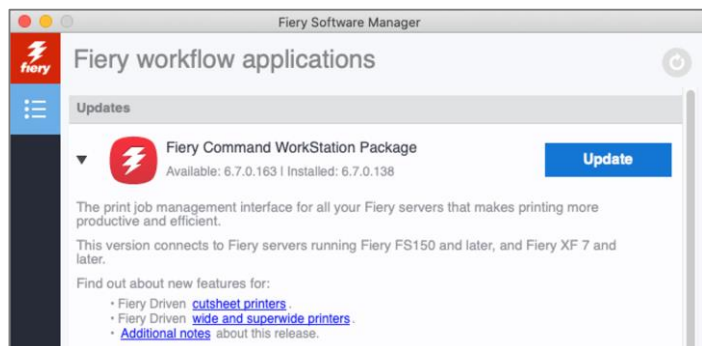 Fiery Software Manager
fiery
Fiery workflow applications
Updates
Fiery Command WorkStation Package
Available: 6.7.0.163 | Installed: 6.7.0.138
Update
The print job management interface for all your Fiery servers that makes printing more
productive and efficient.
This version connects to Fiery servers running Fiery FS150 and later, and Fiery XF 7 and
later.
Find out about new features for:
• Fiery Driven cutsheet printers.
• Fiery Driven wide and superwide printers.
• Additional notes about this release.